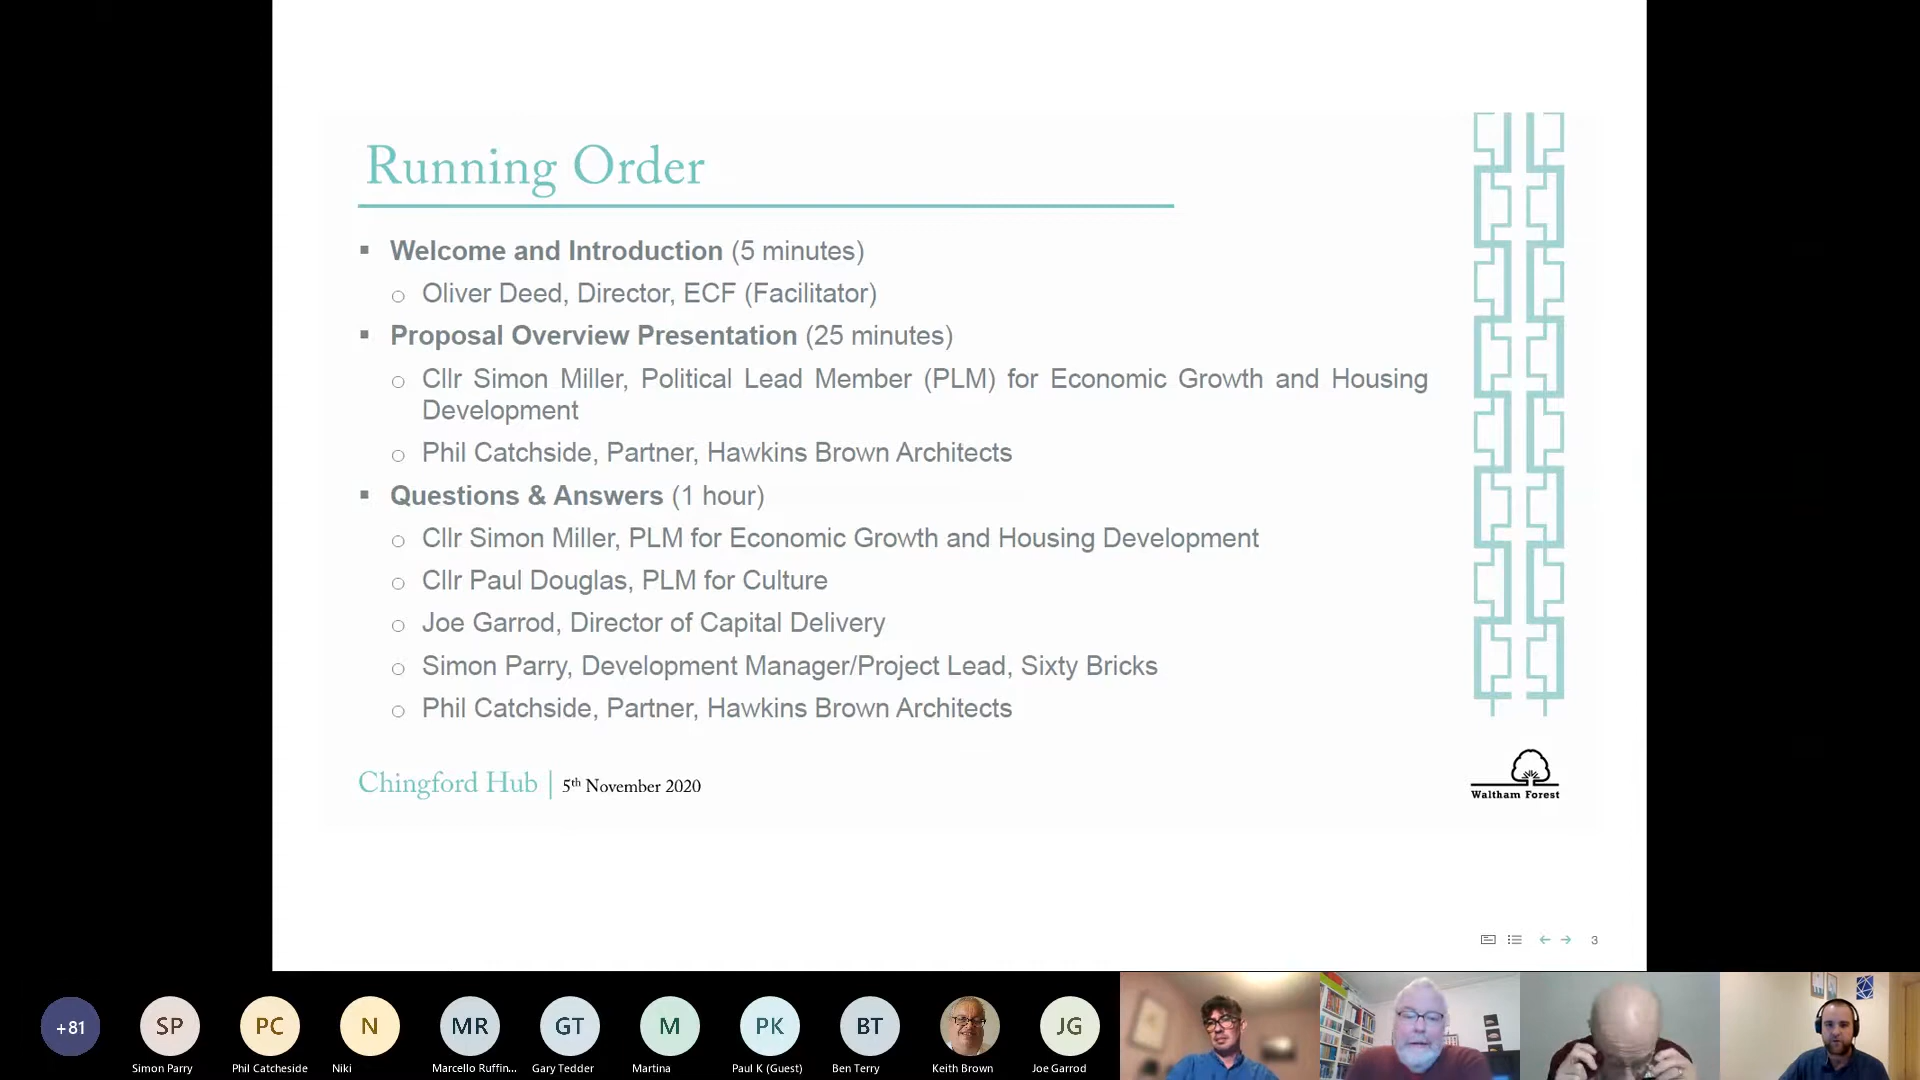 Running Order
Welcome and Introduction (5 minutes)
Oliver Deed, Director, ECF (Facilitator)
Proposal Overview Presentation (25 minutes)
Cllr Simon Miller, Political Lead Member (PLM) for Economic Growth and Housing
Development
Phil Catchside, Partner, Hawkins Brown Architects
Questions & Answers (1 hour)
Cllr Simon Miller, PLM for Economic Growth and Housing Development
Cllr Paul Douglas, PLM for Culture
Joe Garrod, Director of Capital Delivery
Simon Parry, Development Manager/Project Lead, Sixty Bricks
Phil Catchside, Partner, Hawkins Brown Architects
Chingford Hub | 5th November 2020
Waltham Forest
3
+81 SP PC N MR GT M PK BT JG
Simon Parry Phil Catcheside Niki Marcello Ruffin... Gary Tedder Martina Paul K (Guest) Ben Terry Keith Brown Joe Garrod